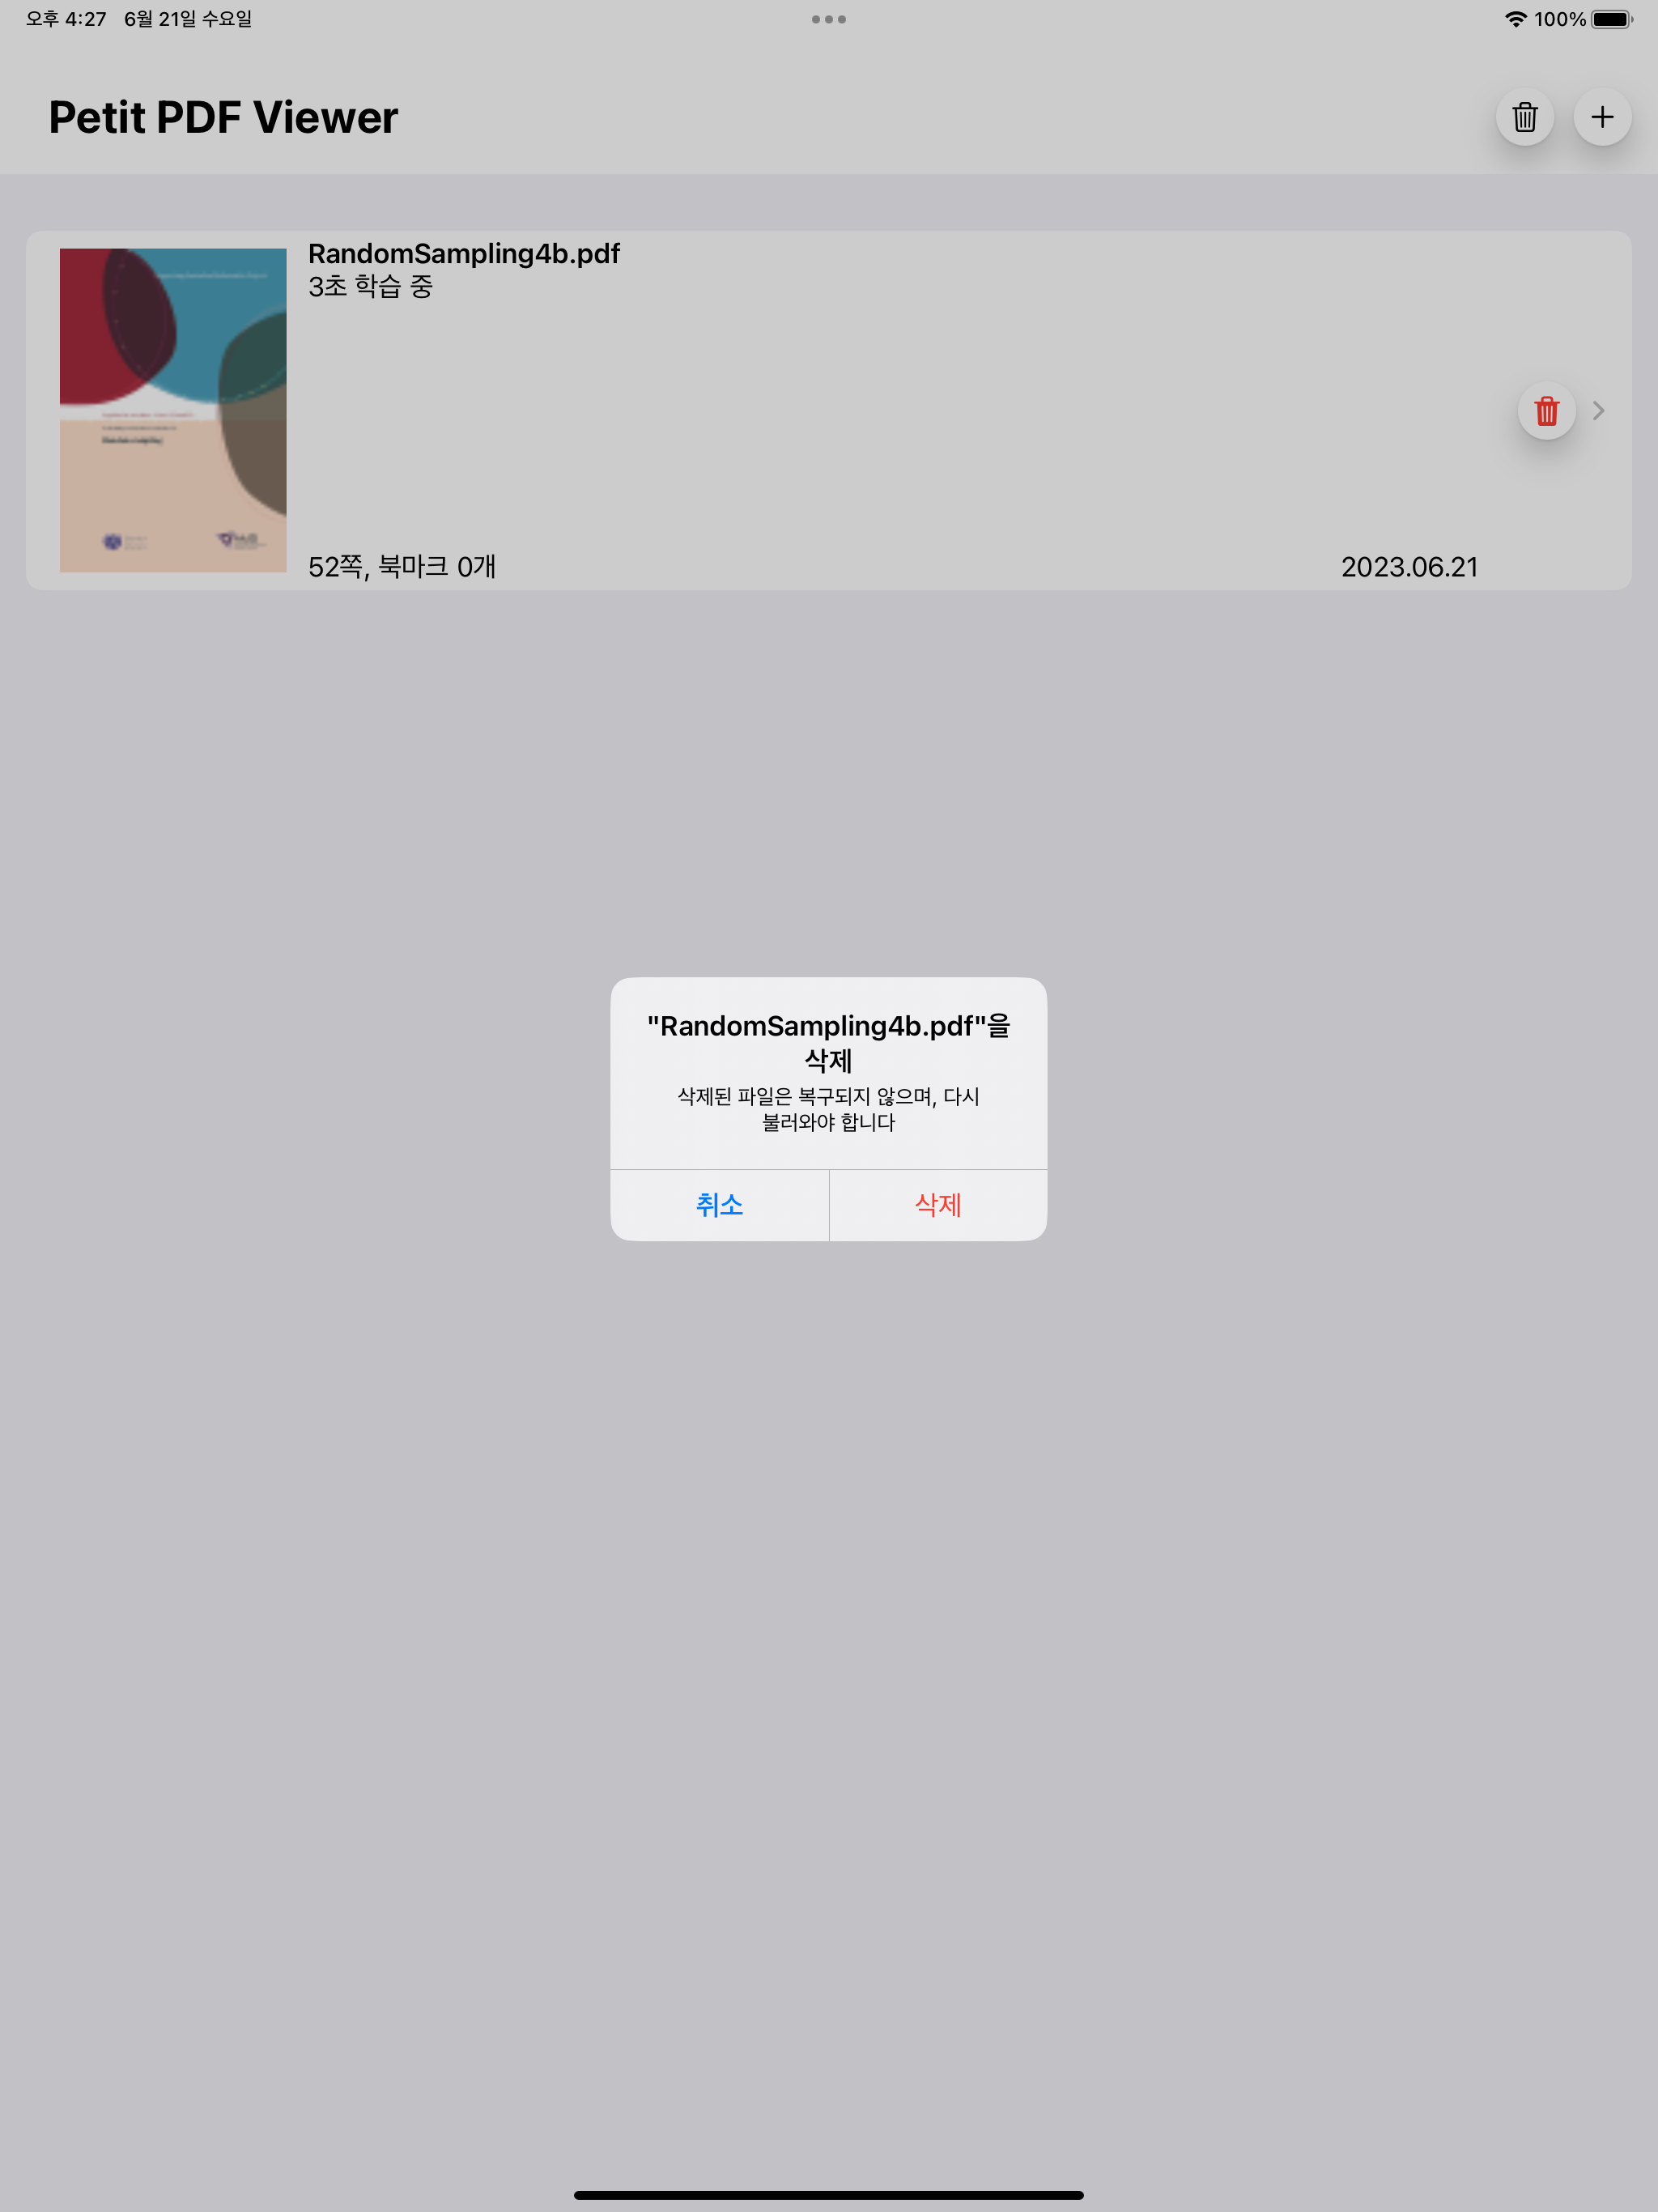 오후 4:27 6월 21일 수요일
100%
Petit PDF Viewer
RandomSampling4b.pdf
3초 학습 중
52쪽, 북마크 0개
2023.06.21
"RandomSampling4b.pdf"을
삭제
삭제된 파일은 복구되지 않으며, 다시
불러와야 합니다
취소
삭제